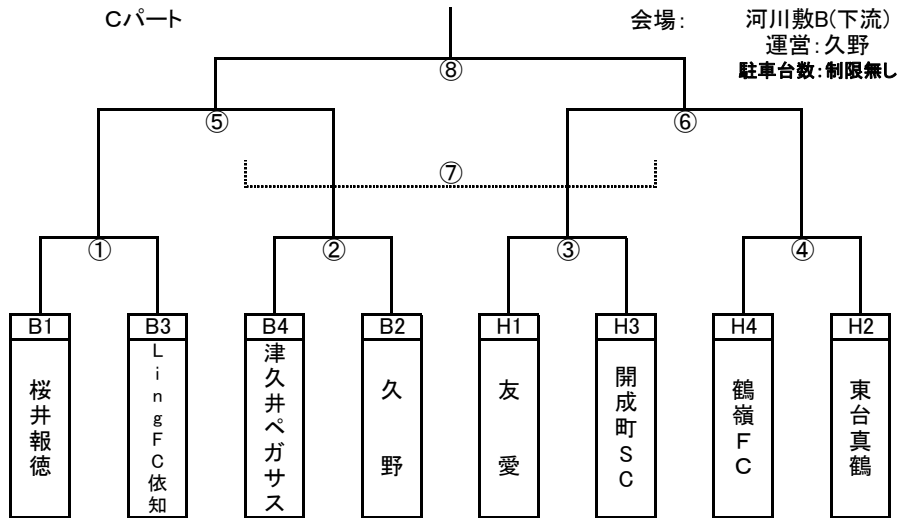 Cパート
会場: 河川敷B(下流)
運営:久野
駐車台数:制限無し
⑧
⑤ ⑥
⑦
① ② ③ ④
B1 B3 B4 B2 H1 H3 H4 H2
桜井報徳
LingFC依知
津久井ペガサス
久野
友愛
開成町SC
鶴嶺FC
東台真鶴